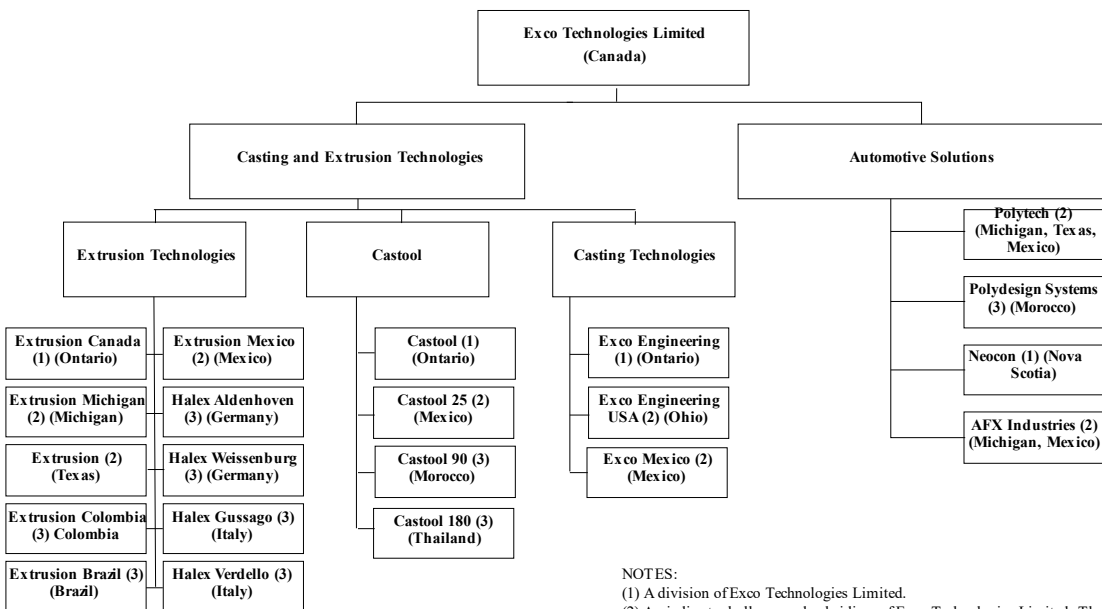 Exco Technologies Limited
(Canada)
Casting and Extrusion Technologies
Automotive Solutions
Extrusion Technologies
Castool
Casting Technologies
Extrusion Canada
(1) (Ontario)
Extrusion Michigan
(2) (Michigan)
Extrusion (2)
(Texas)
Extrusion Colombia
(3) Colombia
Extrusion Brazil (3)
(Brazil)
Extrusion Mexico
(2) (Mexico)
Halex Aldenhoven
(3) (Germany)
Halex Weissenburg
(3) (Germany)
Halex Gussago (3)
(Italy)
Halex Verdello (3)
(Italy)
Castool (1)
(Ontario)
Castool 25 (2)
(Mexico)
Castool 90 (3)
(Morocco)
Castool 180 (3)
(Thailand)
Exco Engineering
(1) (Ontario)
Exco Engineering
USA (2) (Ohio)
Exco Mexico (2)
(Mexico)
Polytech (2)
(Michigan, Texas,
Mexico)
Polydesign Systems
(3) (Morocco)
Neocon (1) (Nova
Scotia)
AFX Industries (2)
(Michigan, Mexico)
NOTES:
(1) A division of Exco Technologies Limited.